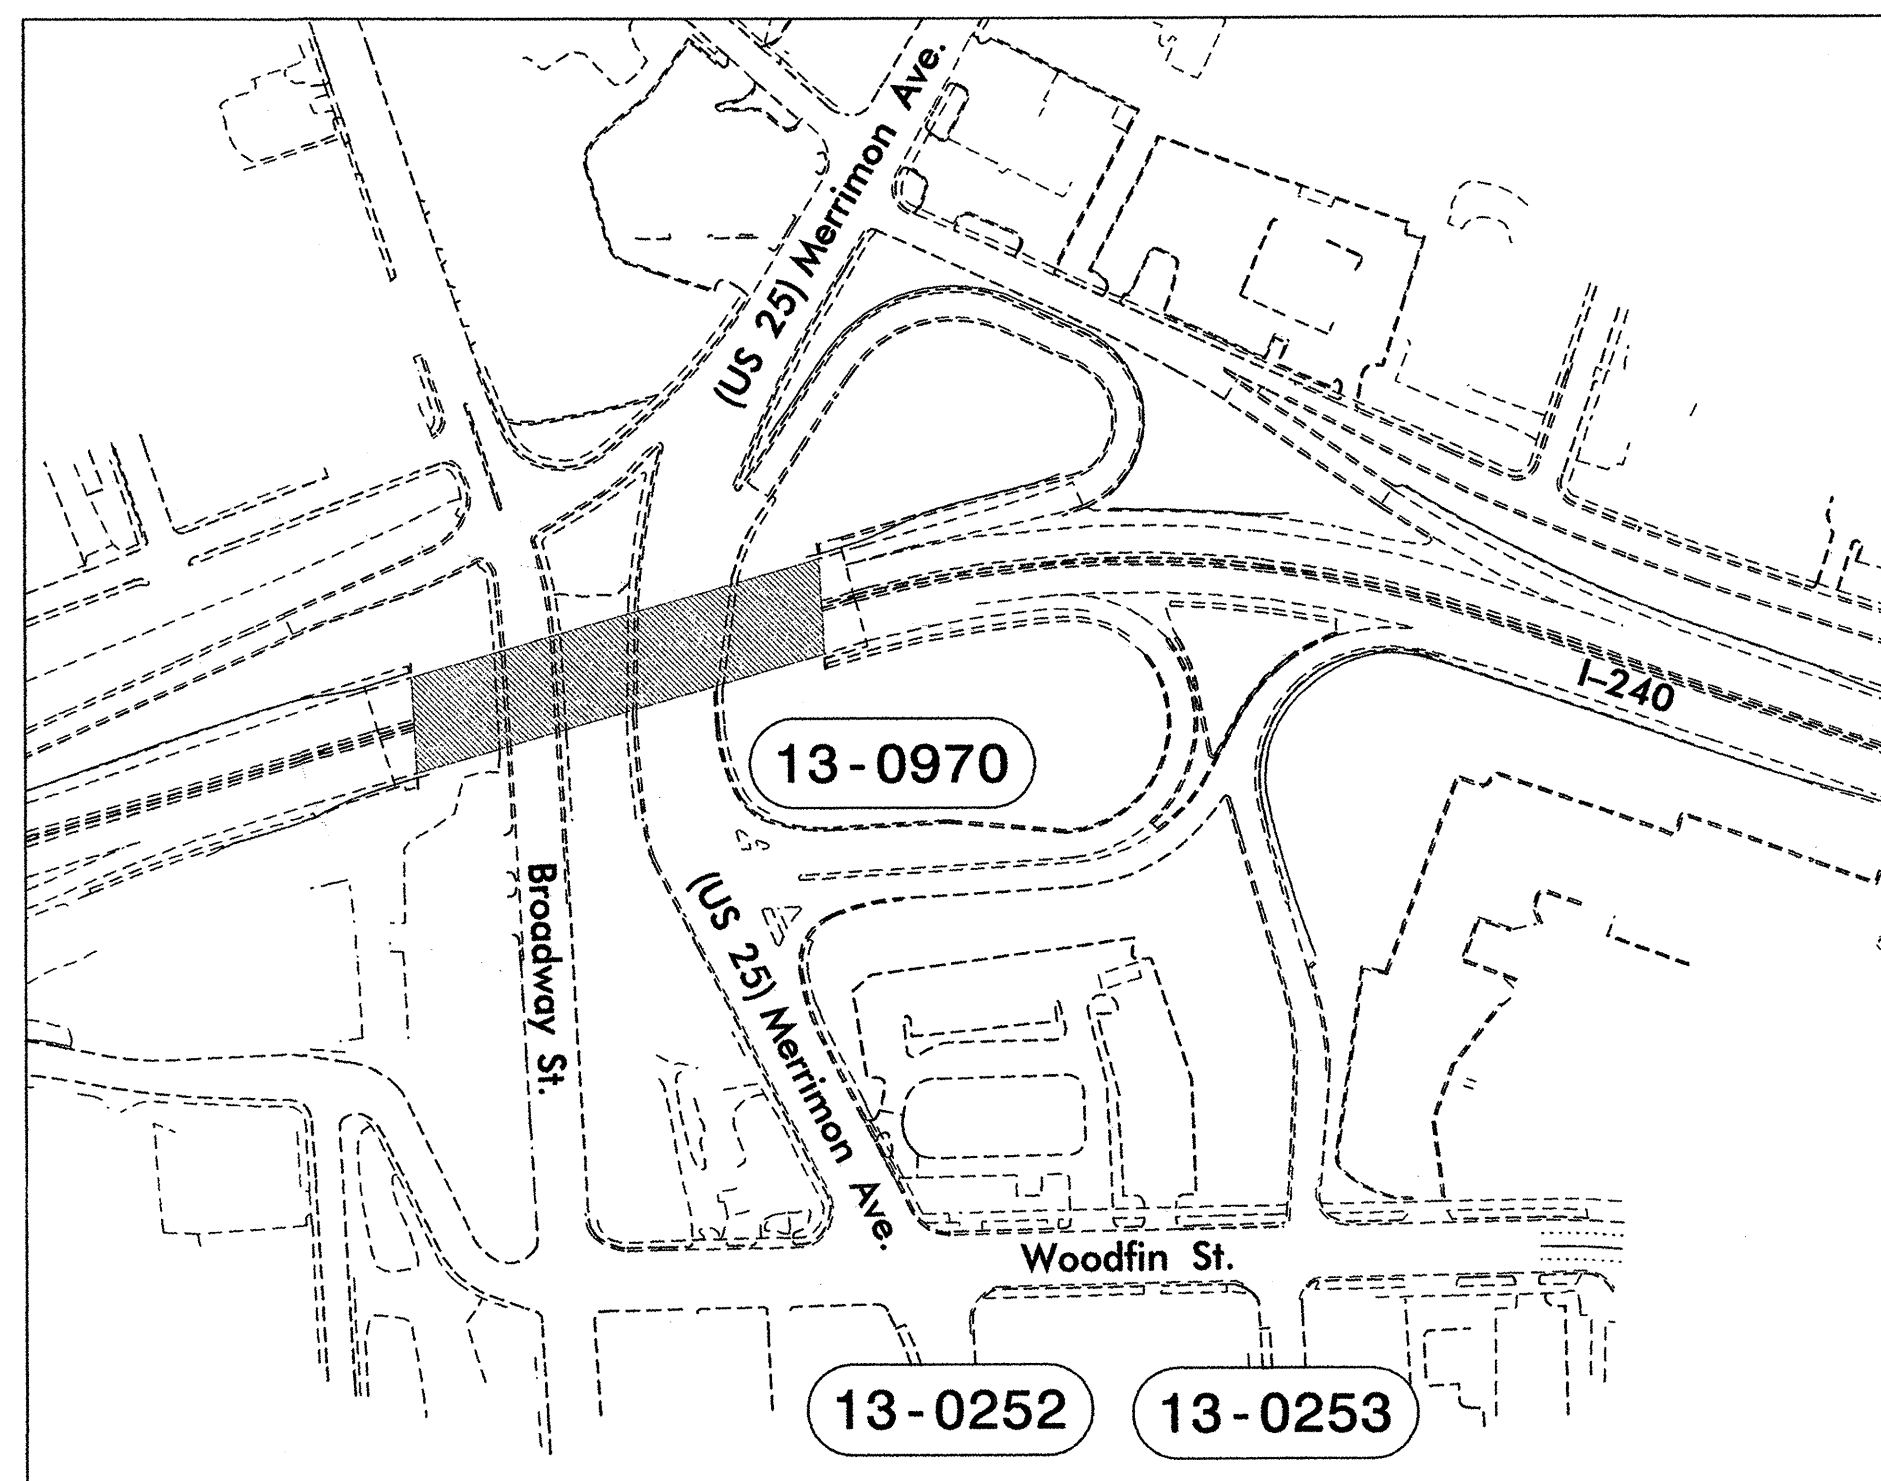 (US 25) Merrimon Ave.
I-240
13-0970
Broadway St.
(US 25) Merrimon Ave.
Woodfin St.
13-0252
13-0253